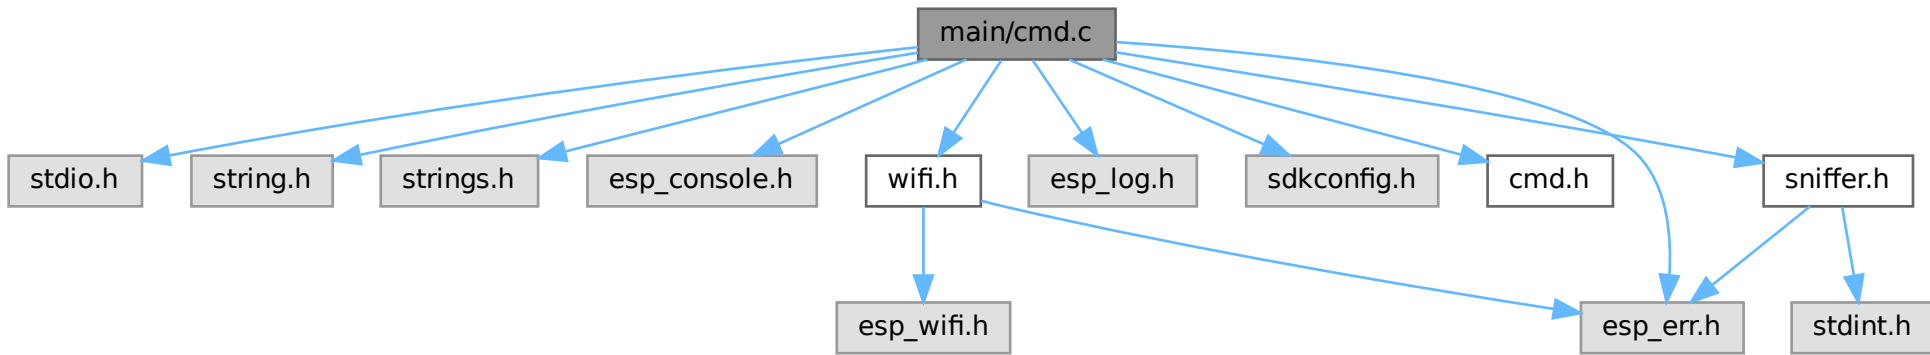 main/cmd.c
stdio.h
string.h
strings.h
esp_console.h
wifi.h
esp_log.h
sdkconfig.h
cmd.h
sniffer.h
esp_wifi.h
esp_err.h
stdint.h